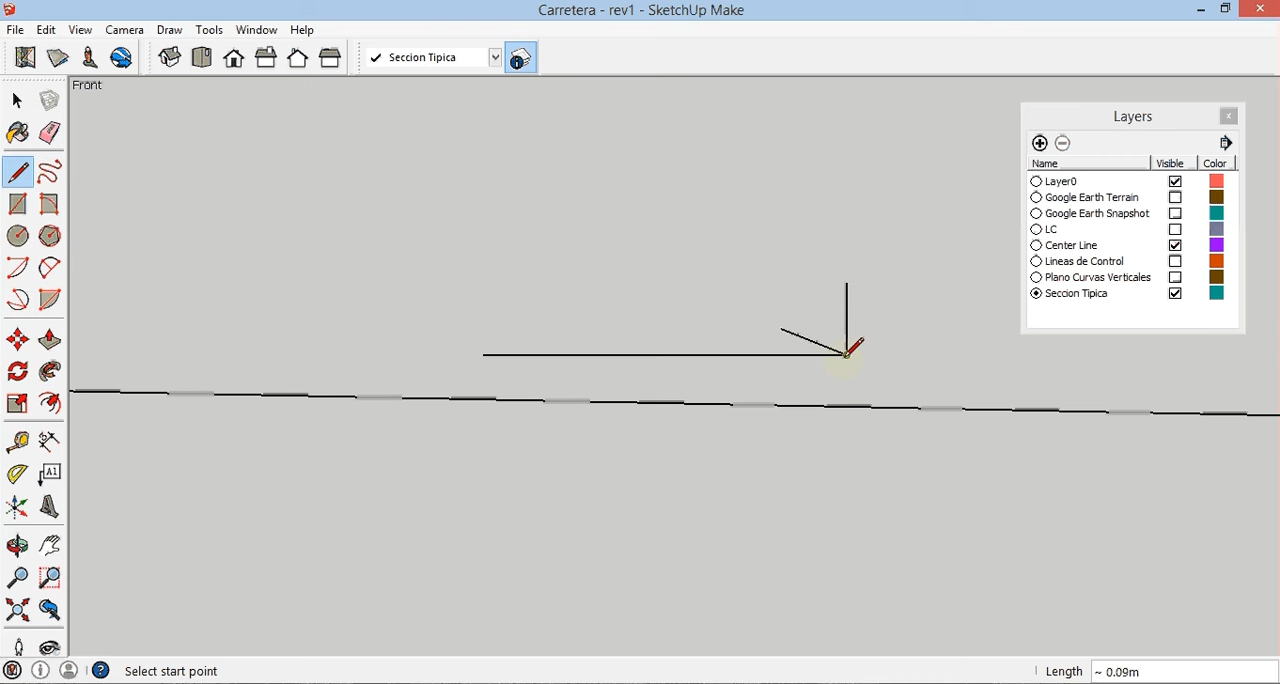 Carretera - rev1 - SketchUp Make
File Edit View Camera Draw Tools Window Help
Seccion Tipica
Front
Layers
Name Visible Color
Layer0
Google Earth Terrain
Google Earth Snapshot
LC
Center Line
Lineas de Control
Plano Curvas Verticales
Seccion Tipica
A1
Select start point
Length ~ 0.09m